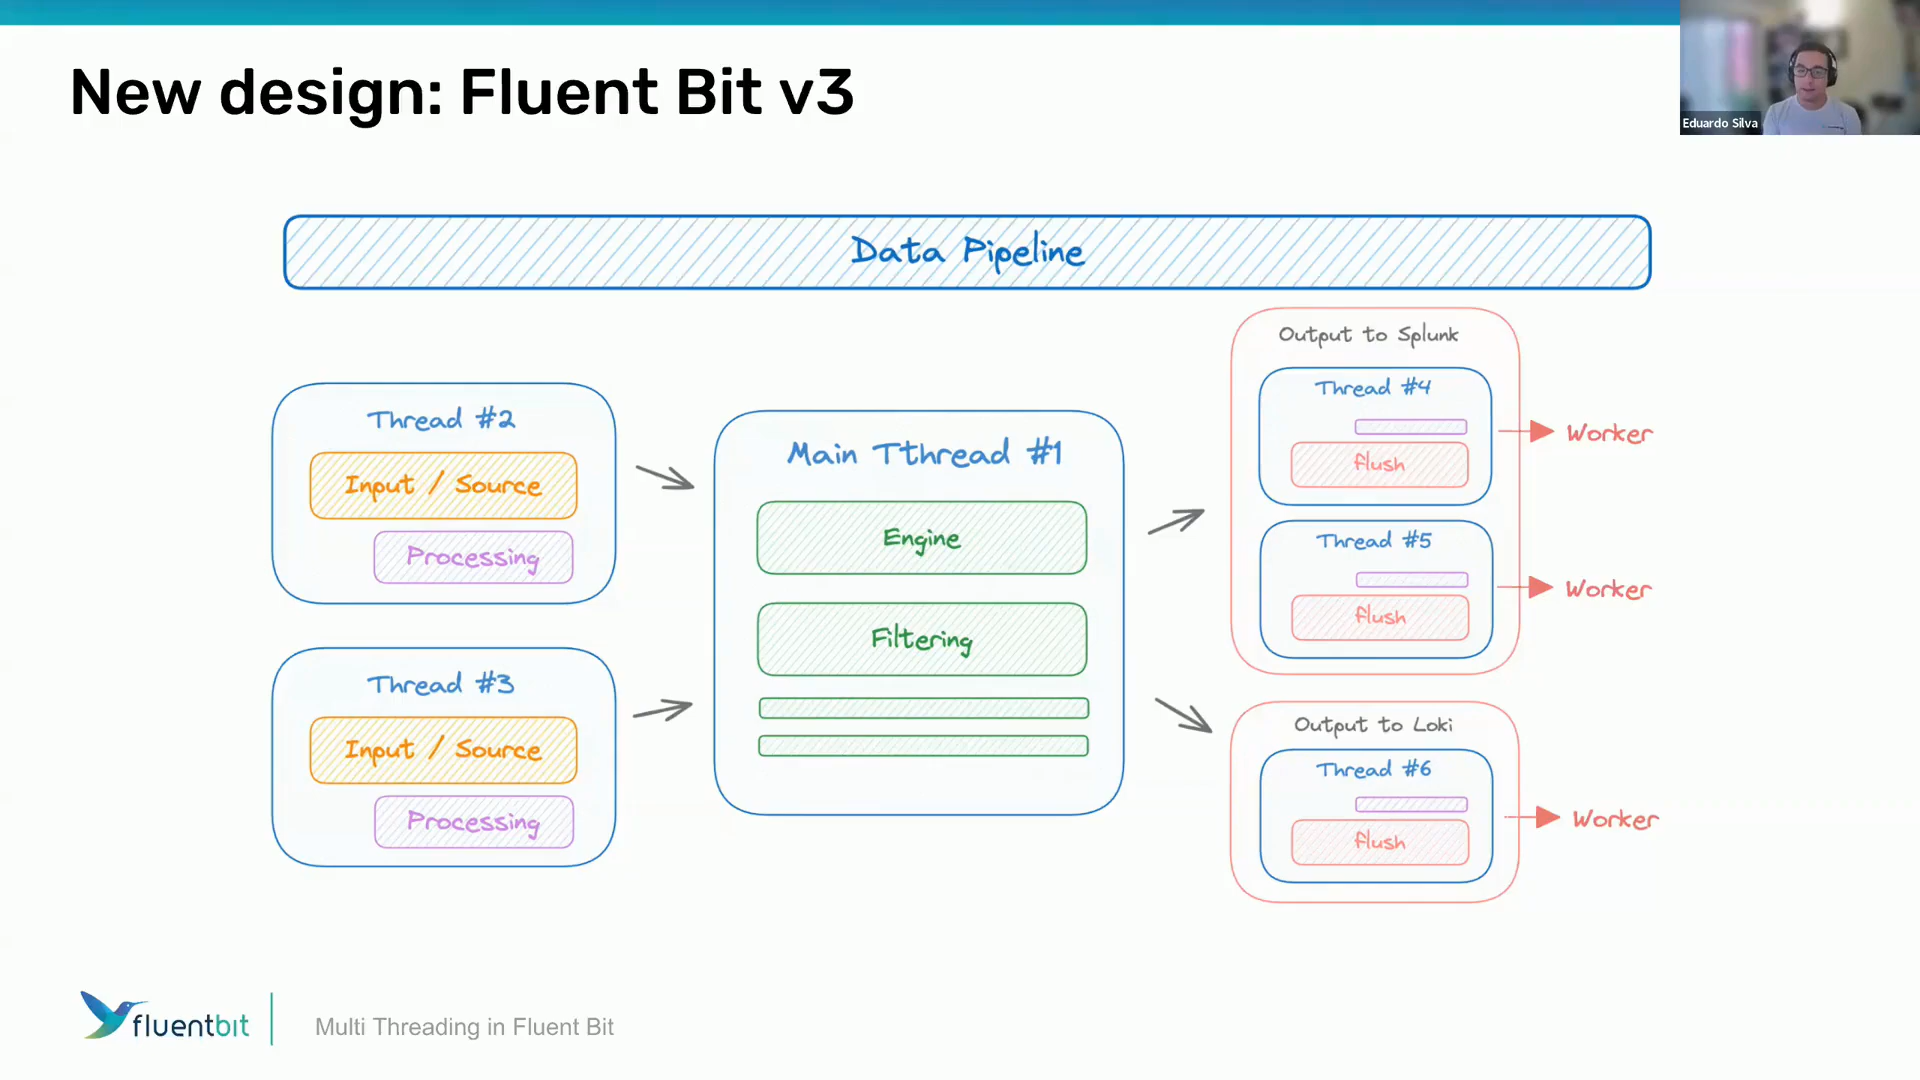 New design: Fluent Bit v3
Eduardo Silva
Data Pipeline
Thread #2
Input / Source
Processing
Thread #3
Input / Source
Processing
Main Tthread #1
Engine
Filtering
Output to Splunk
Thread #4
flush
Worker
Thread #5
flush
Worker
Output to Loki
Thread #6
flush
Worker
fluentbit
Multi Threading in Fluent Bit